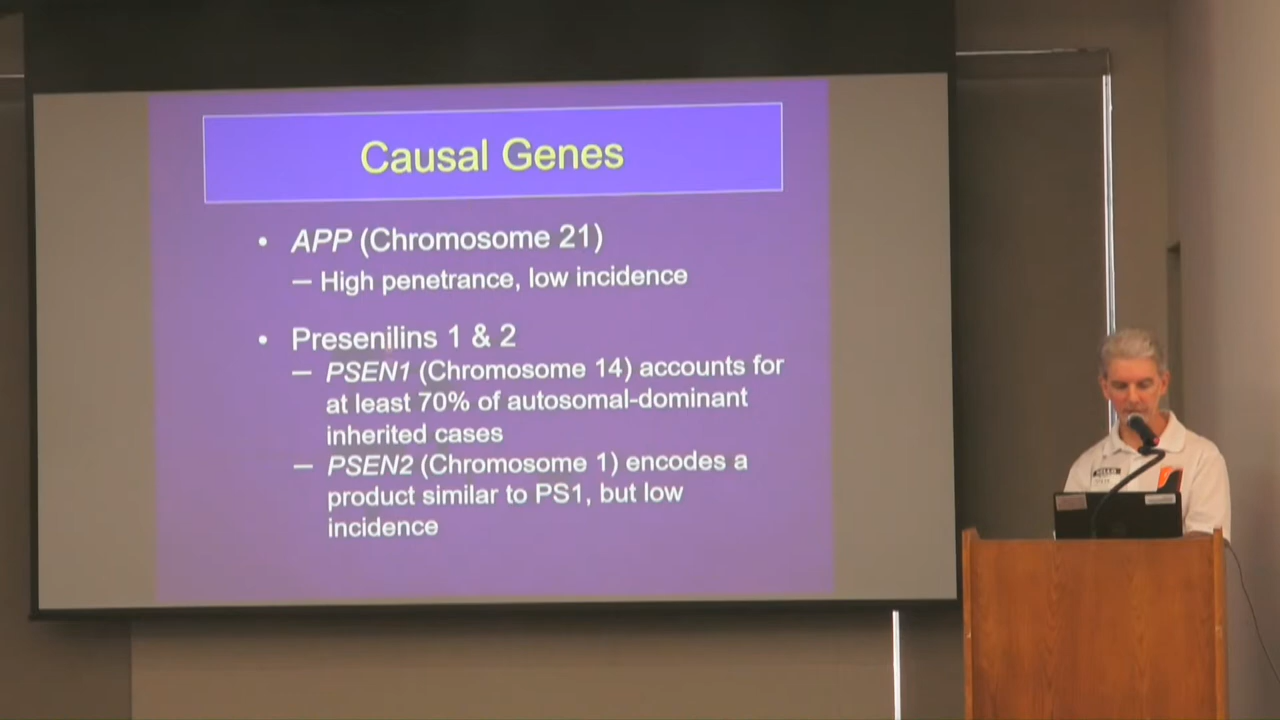 Causal Genes
• APP (Chromosome 21)
– High penetrance, low incidence
• Presenilins 1 & 2
– PSEN1 (Chromosome 14) accounts for
at least 70% of autosomal-dominant
inherited cases
– PSEN2 (Chromosome 1) encodes a
product similar to PS1, but low
incidence